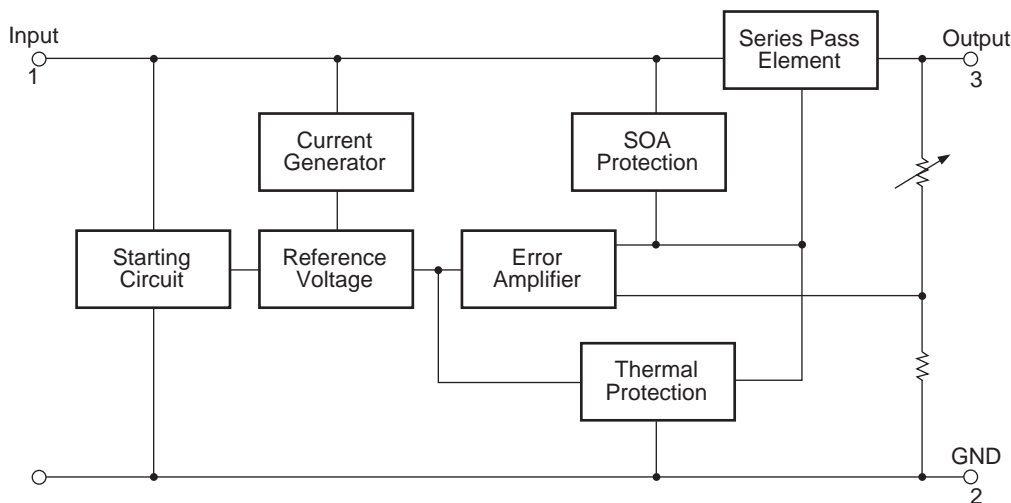 Input
1
Series Pass
Element
Output
3
Current
Generator
SOA
Protection
Starting
Circuit
Reference
Voltage
Error
Amplifier
Thermal
Protection
GND
2